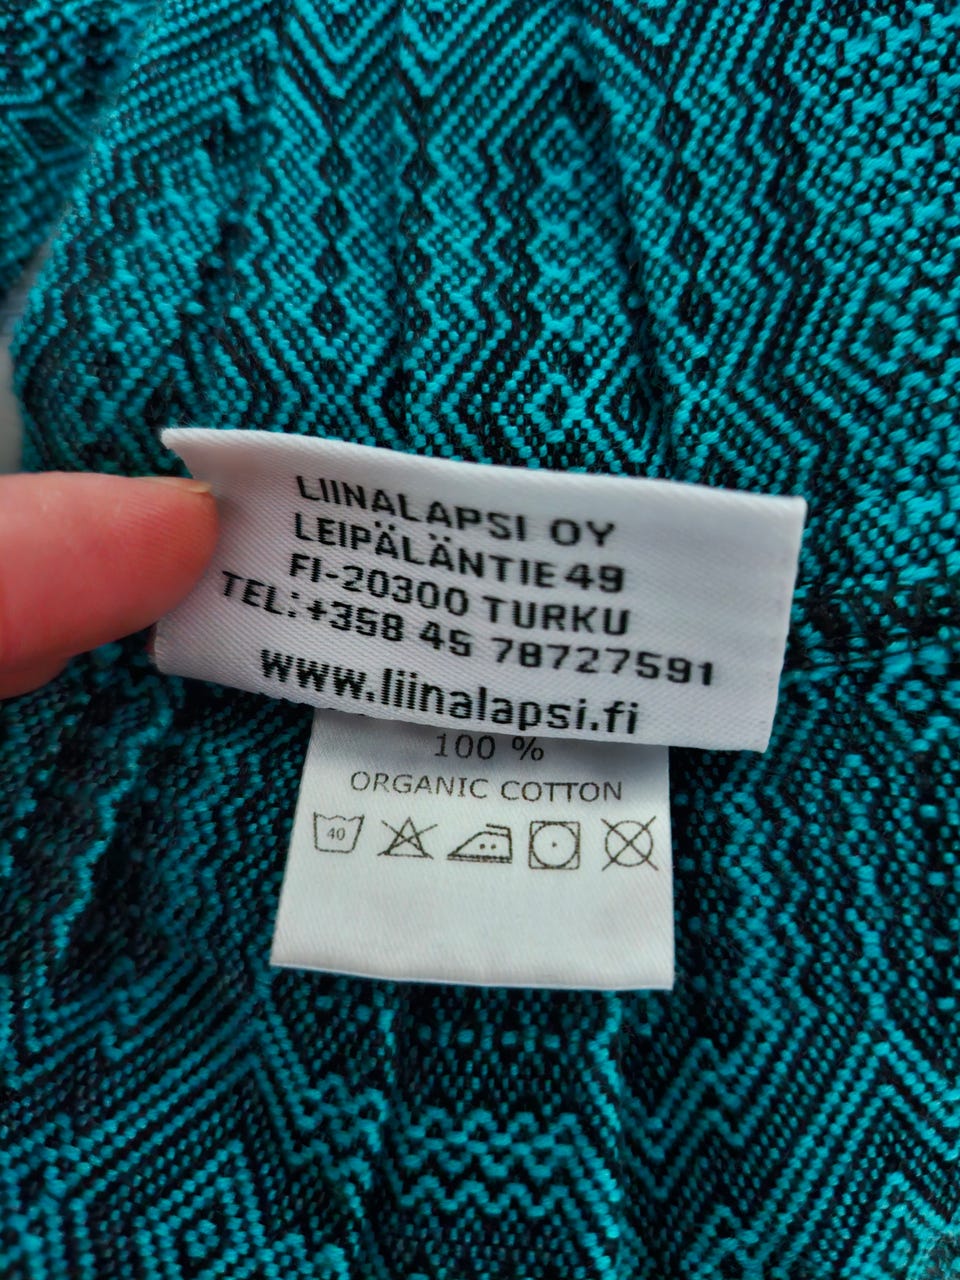 LIINALAPSI OY
LEIPÄLÄNTIE 49
FI-20300 TURKU
TEL.:+358 45 78727591
www.liinalapsi.fi
100 %
ORGANIC COTTON
40